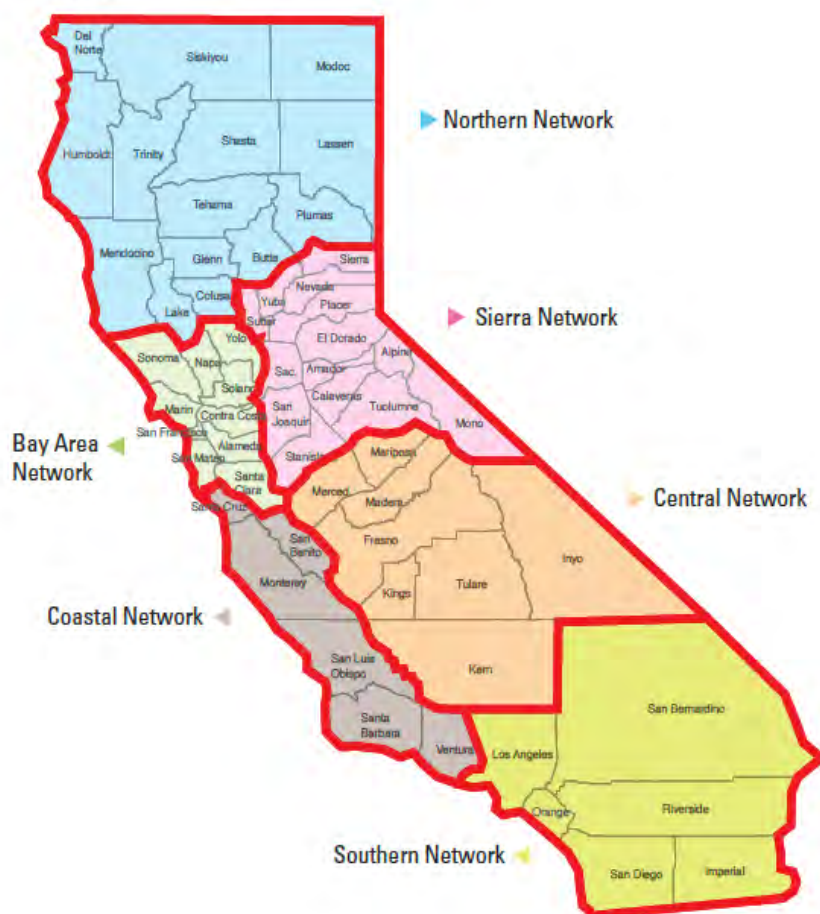 Del
Norte
Siskiyou
Modoc
Northern Network
Humboldt
Trinity
Shasta
Lassen
Tehama
Plumas
Mendocino
Glenn
Butte
Sierra
Colusa
Nevada
Lake
Yuba
Placer
Sutter
Sierra Network
Yolo
El Dorado
Alpine
Sonoma
Napa
Sac.
Amador
Solano
Calaveras
Marin
Contra Costa
San
Joaquin
Tuolumne
Mono
San Francisco
Alameda
Bay Area
Network
San Mateo
Stanisla
Mariposa
Santa
Clara
Merced
Madera
Central Network
Santa Cruz
San
Benito
Fresno
Inyo
Monterey
Kings
Tulare
Coastal Network
San Luis
Obispo
Kern
Santa
Barbara
Ventura
Los Angeles
San Bernardino
Orange
Riverside
Southern Network
San Diego
Imperial